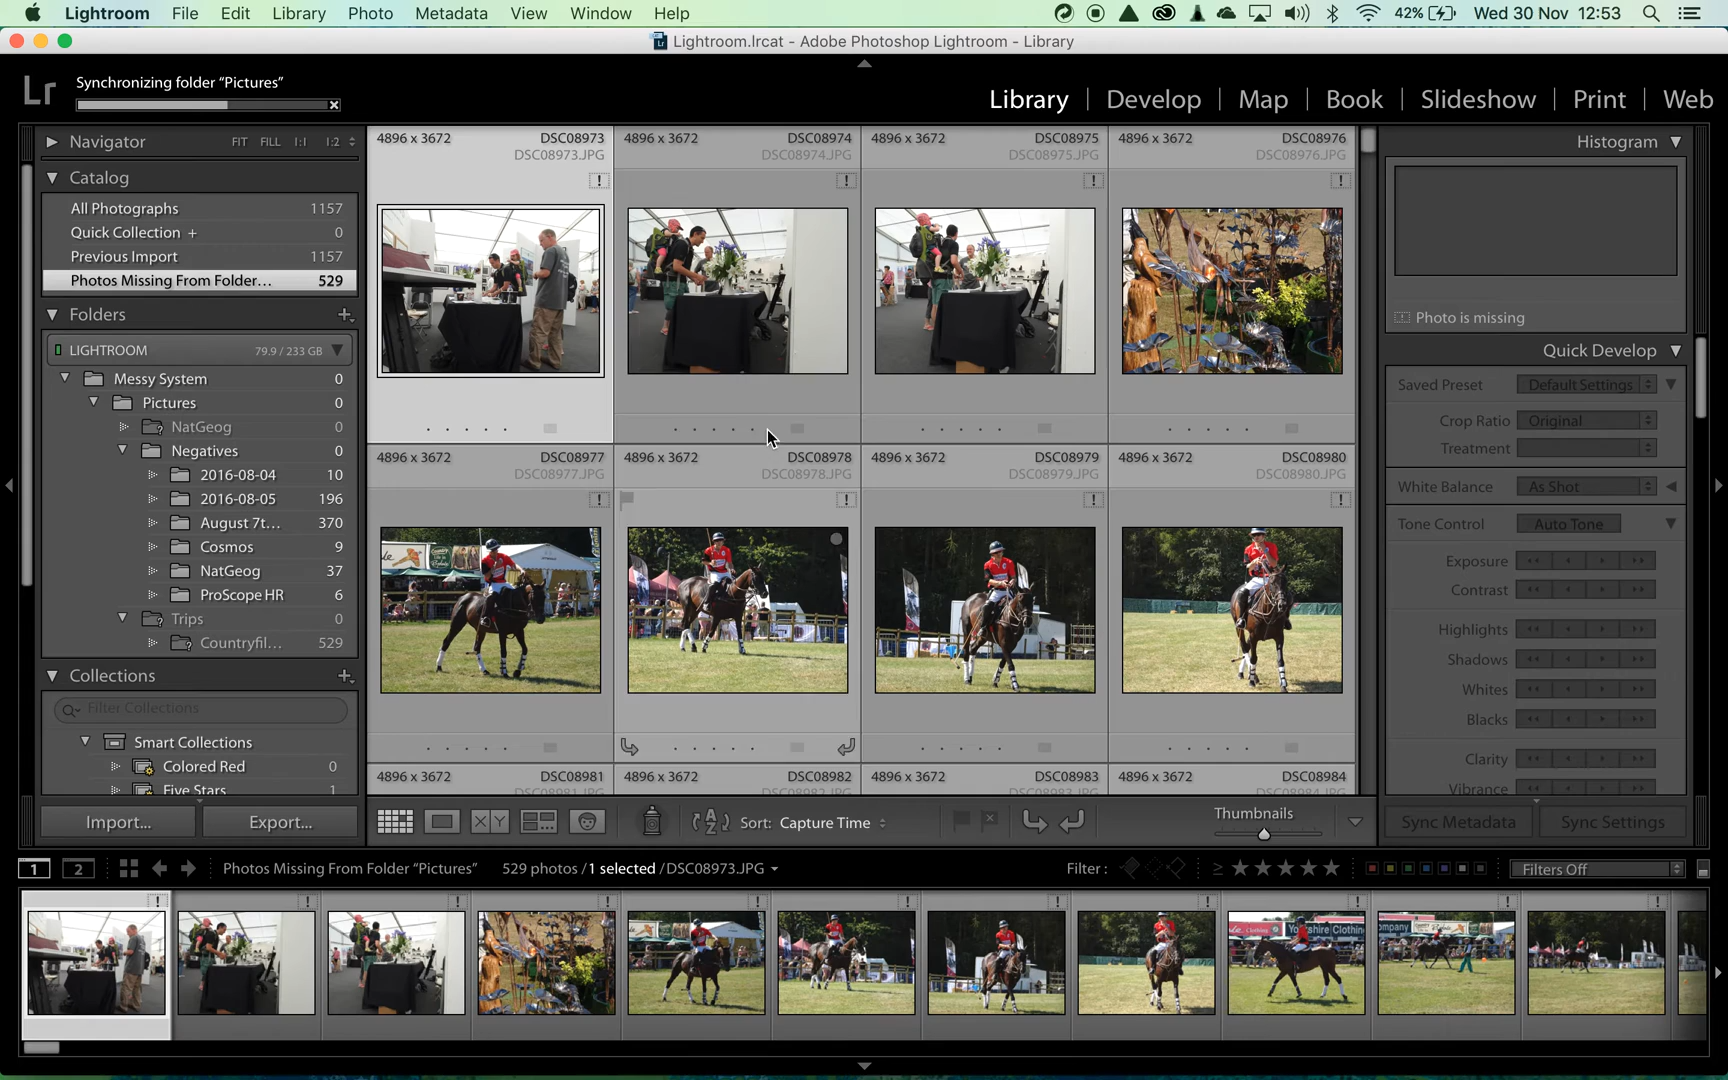 Lightroom File Edit Library Photo Metadata View Window Help 42% Wed 30 Nov 12:53
Lightroom.lrcat - Adobe Photoshop Lightroom - Library
Lr Synchronizing folder “Pictures”
Library | Develop | Map | Book | Slideshow | Print | Web
Navigator FIT FILL 1:1 1:2
Catalog
All Photographs 1157
Quick Collection + 0
Previous Import 1157
Photos Missing From Folder... 529
Folders
LIGHTROOM 79.9 / 233 GB
Messy System 0
Pictures 0
NatGeog 0
Negatives 0
2016-08-04 10
2016-08-05 196
August 7t... 370
Cosmos 9
NatGeog 37
ProScope HR 6
Trips 0
Countryfil... 529
Collections
Filter Collections
Smart Collections
Colored Red 0
Five Stars 1
Import... Export...
4896 x 3672 DSC08973 4896 x 3672 DSC08974 4896 x 3672 DSC08975 4896 x 3672 DSC08976
DSC08973.JPG DSC08974.JPG DSC08975.JPG DSC08976.JPG
4896 x 3672 DSC08977 4896 x 3672 DSC08978 4896 x 3672 DSC08979 4896 x 3672 DSC08980
DSC08977.JPG DSC08978.JPG DSC08979.JPG DSC08980.JPG
4896 x 3672 DSC08981 4896 x 3672 DSC08982 4896 x 3672 DSC08983 4896 x 3672 DSC08984
DSC08981.JPG DSC08982.JPG DSC08983.JPG DSC08984.JPG
Sort: Capture Time Thumbnails
Histogram
Photo is missing
Quick Develop
Saved Preset Default Settings
Crop Ratio Original
Treatment
White Balance As Shot
Tone Control Auto Tone
Exposure
Contrast
Highlights
Shadows
Whites
Blacks
Clarity
Vibrance
Sync Metadata Sync Settings
1 2 Photos Missing From Folder “Pictures” 529 photos / 1 selected / DSC08973.JPG Filter : Filters Off
Yorkshire Clothing Company